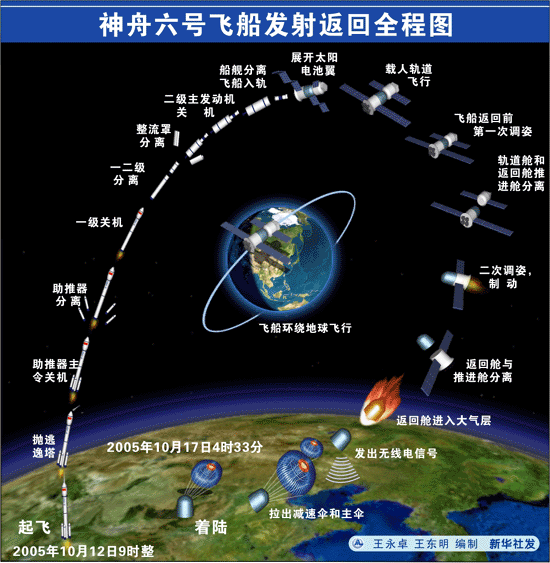 神舟六号飞船发射返回全程图
起飞
2005年10月12日9时整
抛逃
逸塔
助推器主
令关机
助推器
分离
一级关机
一二级
分离
整流罩
分离
二级主发动机
关 机
船舰分离
飞船入轨
展开太阳
电池翼
载人轨道
飞行
飞船返回前
第一次调姿
轨道舱和
返回舱推
进舱分离
二次调姿，
制 动
返回舱与
推进舱分离
返回舱进入大气层
发出无线电信号
拉出减速伞和主伞
着陆
2005年10月17日4时33分
飞船环绕地球飞行
王永卓 王东明 编制 新华社发